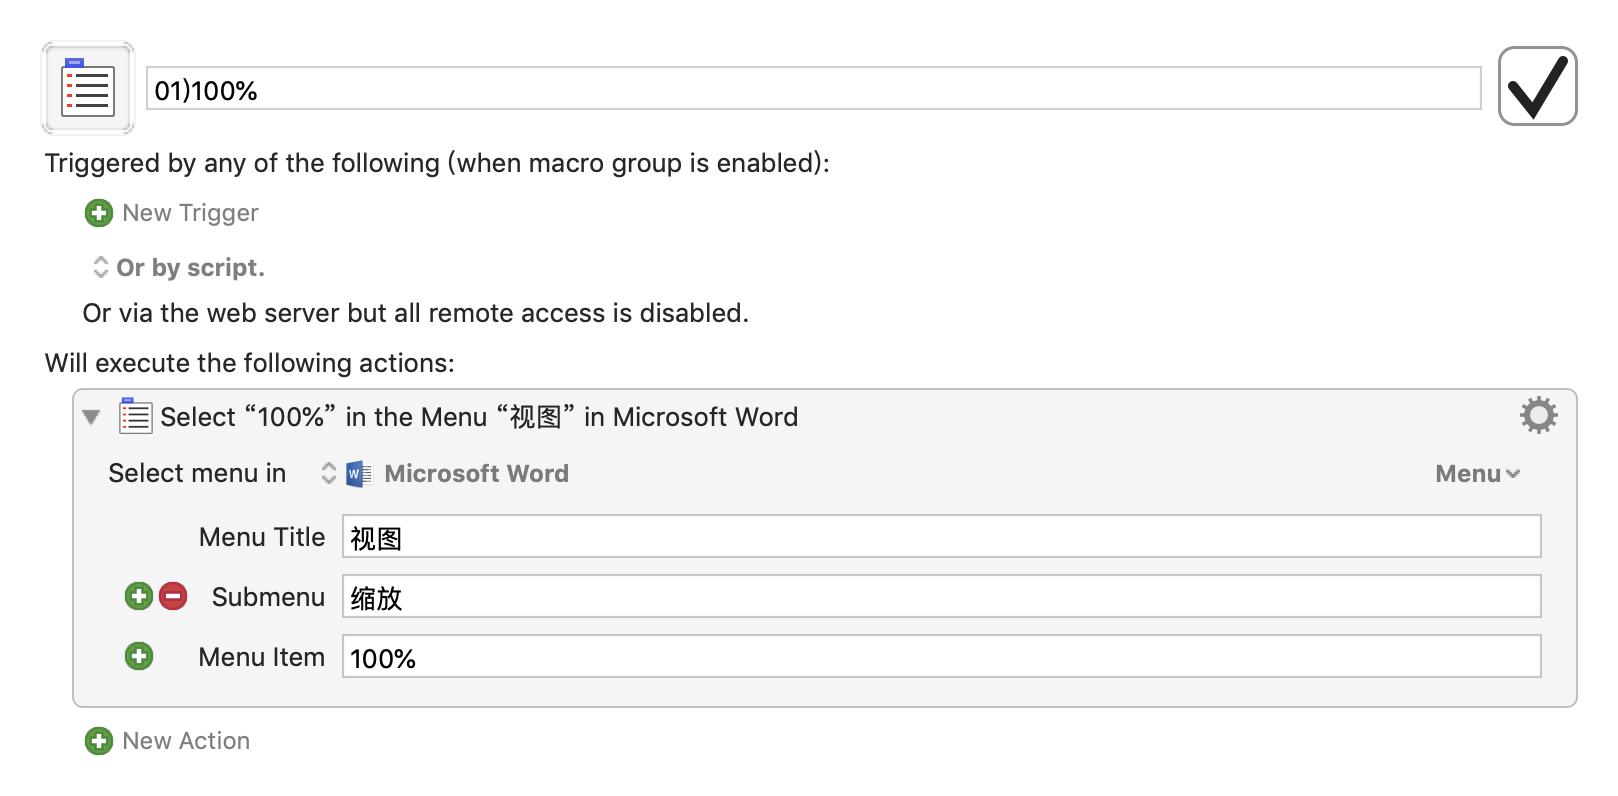 01)100%
Triggered by any of the following (when macro group is enabled):
New Trigger
Or by script.
Or via the web server but all remote access is disabled.
Will execute the following actions:
Select “100%” in the Menu “视图” in Microsoft Word
Select menu in W Microsoft Word Menu
Menu Title 视图
Submenu 缩放
Menu Item 100%
New Action